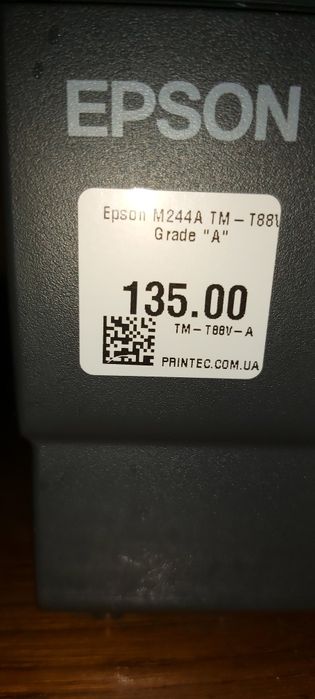 EPSON
Epson M244A TM-T88V
Grade "A"
135.00
TM-T88V-A
PRINTEC.COM.UA